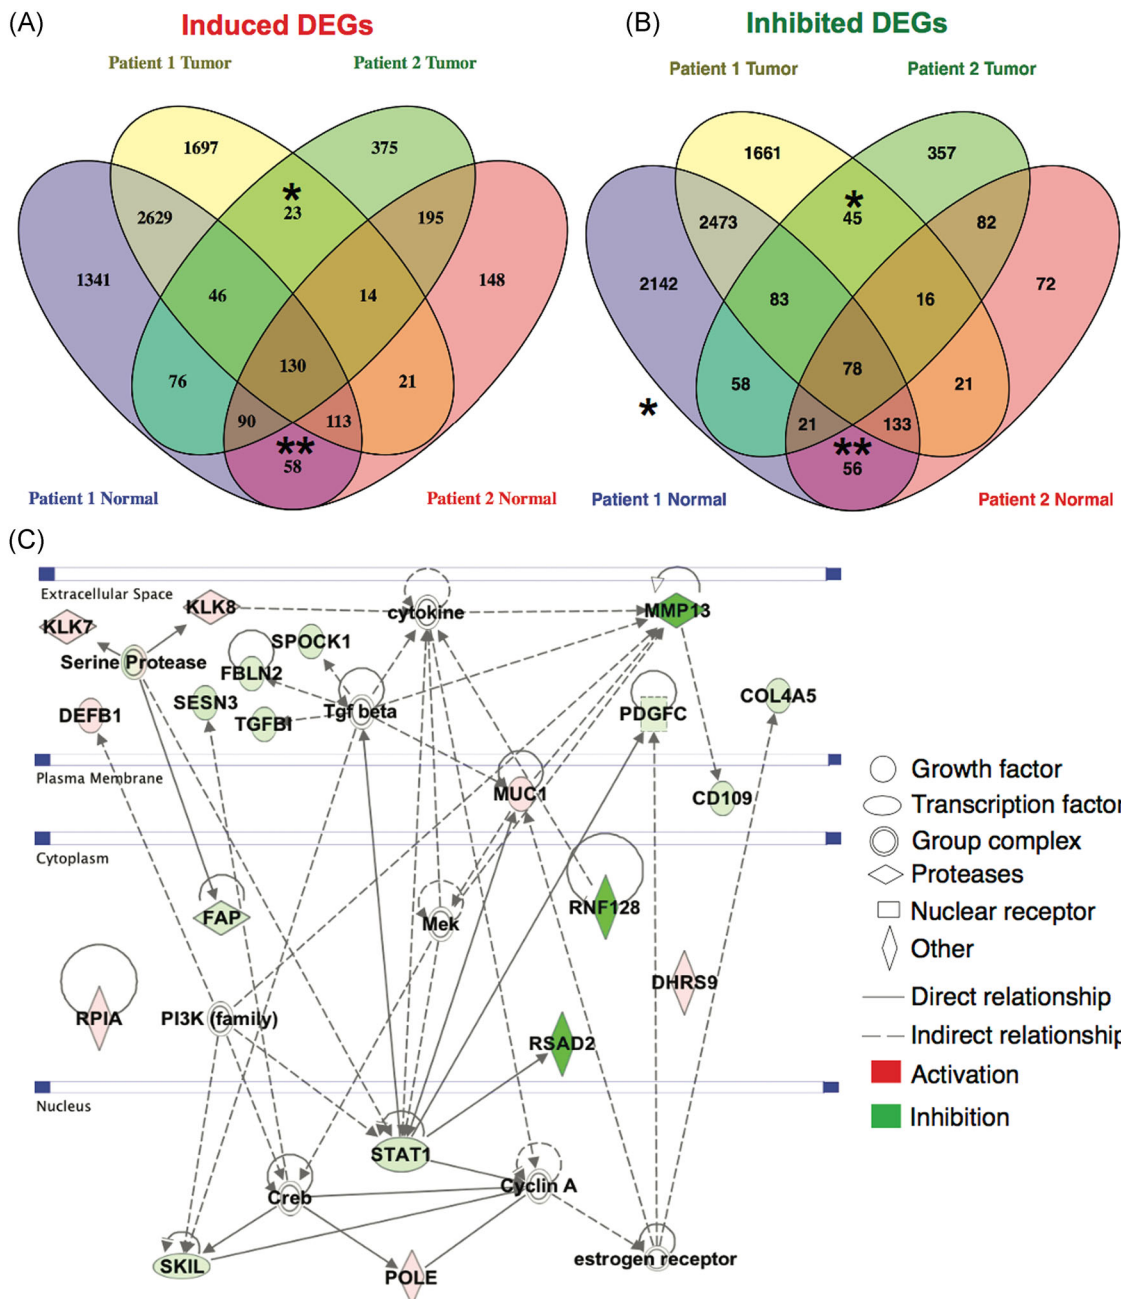 (A)
Induced DEGs
Patient 1 Tumor
Patient 2 Tumor
1697
375
*
23
2629
195
1341
148
46
14
130
76
21
90
113
**
58
Patient 1 Normal
Patient 2 Normal
(B)
Inhibited DEGs
Patient 1 Tumor
Patient 2 Tumor
1661
357
*
45
2473
82
2142
72
83
16
78
58
21
*
21
133
**
56
Patient 1 Normal
Patient 2 Normal
(C)
Extracellular Space
KLK8
cytokine
MMP13
KLK7
SPOCK1
Serine Protease
FBLN2
SESN3
COL4A5
DEFB1
TGFBI
Tgf beta
PDGFC
Plasma Membrane
MUC1
CD109
Cytoplasm
FAP
Mek
RNF128
DHRS9
RPIA
PI3K (family)
RSAD2
Nucleus
STAT1
Creb
Cyclin A
SKIL
estrogen receptor
POLE
Growth factor
Transcription factor
Group complex
Proteases
Nuclear receptor
Other
Direct relationship
Indirect relationship
Activation
Inhibition